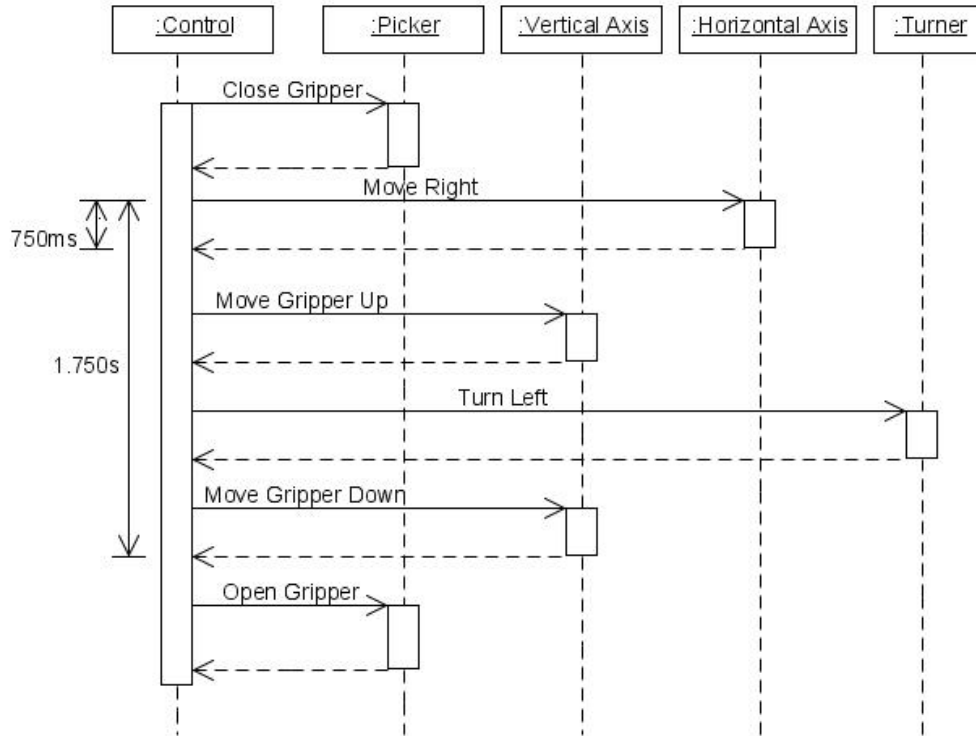 :Control
:Picker
:Vertical Axis
:Horizontal Axis
:Turner
Close Gripper
Move Right
750ms
Move Gripper Up
1.750s
Turn Left
Move Gripper Down
Open Gripper